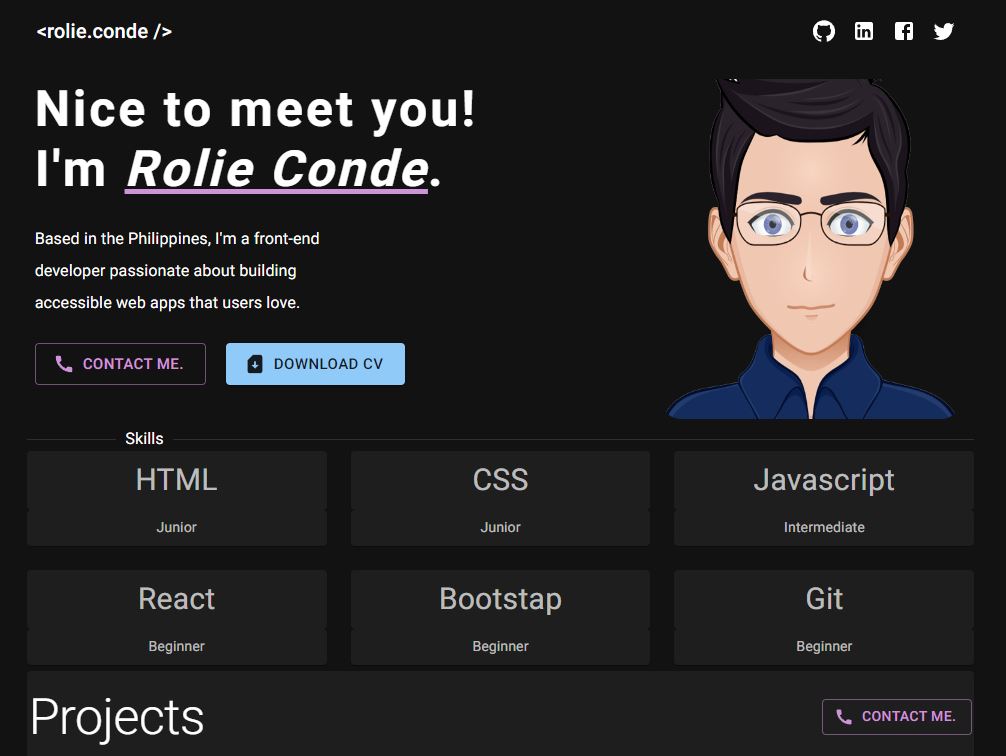 <rolie.conde />
Nice to meet you!
I'm Rolie Conde.
Based in the Philippines, I'm a front-end
developer passionate about building
accessible web apps that users love.
CONTACT ME.
DOWNLOAD CV
Skills
HTML
CSS
Javascript
Junior
Junior
Intermediate
React
Bootstap
Git
Beginner
Beginner
Beginner
Projects
CONTACT ME.